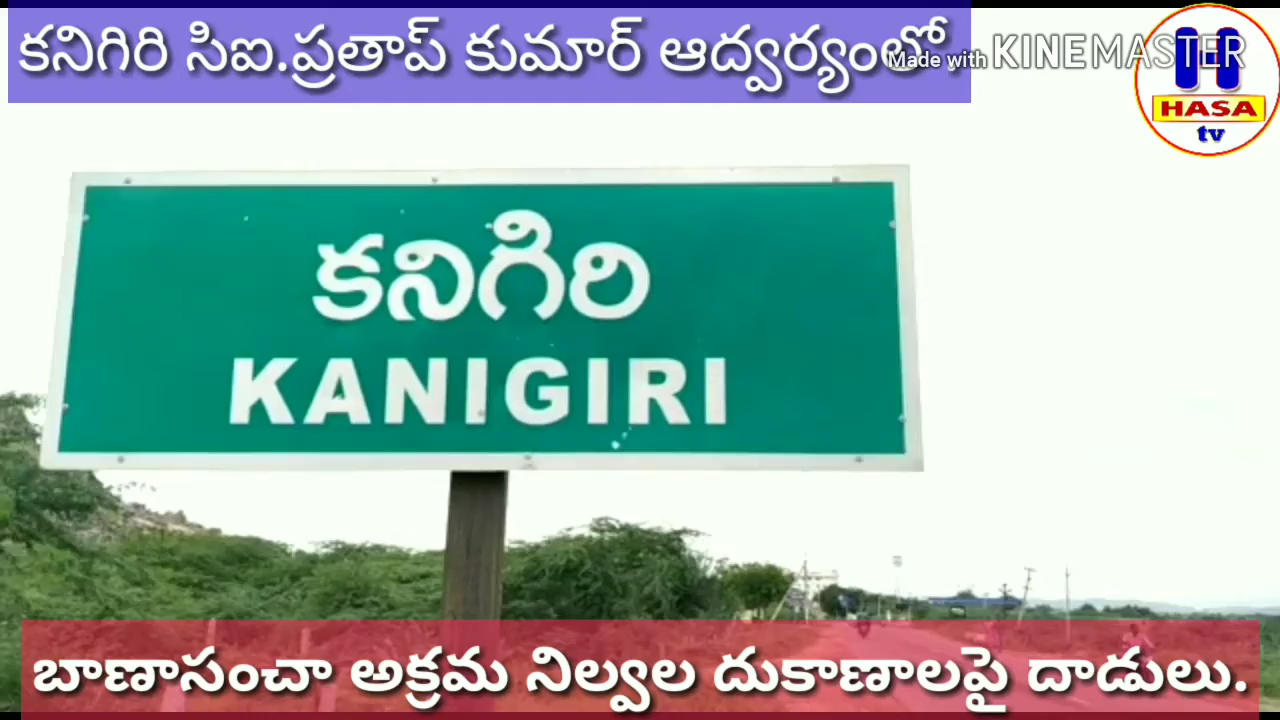 కనిగిరి సిఐ.ప్రతాప్ కుమార్ ఆద్వర్యంతో.
Made with KINEMASTER
H
HASA
tv
కనిగిరి
KANIGIRI
బాణాసంచా అక్రమ నిల్వల దుకాణాలపై దాడులు.